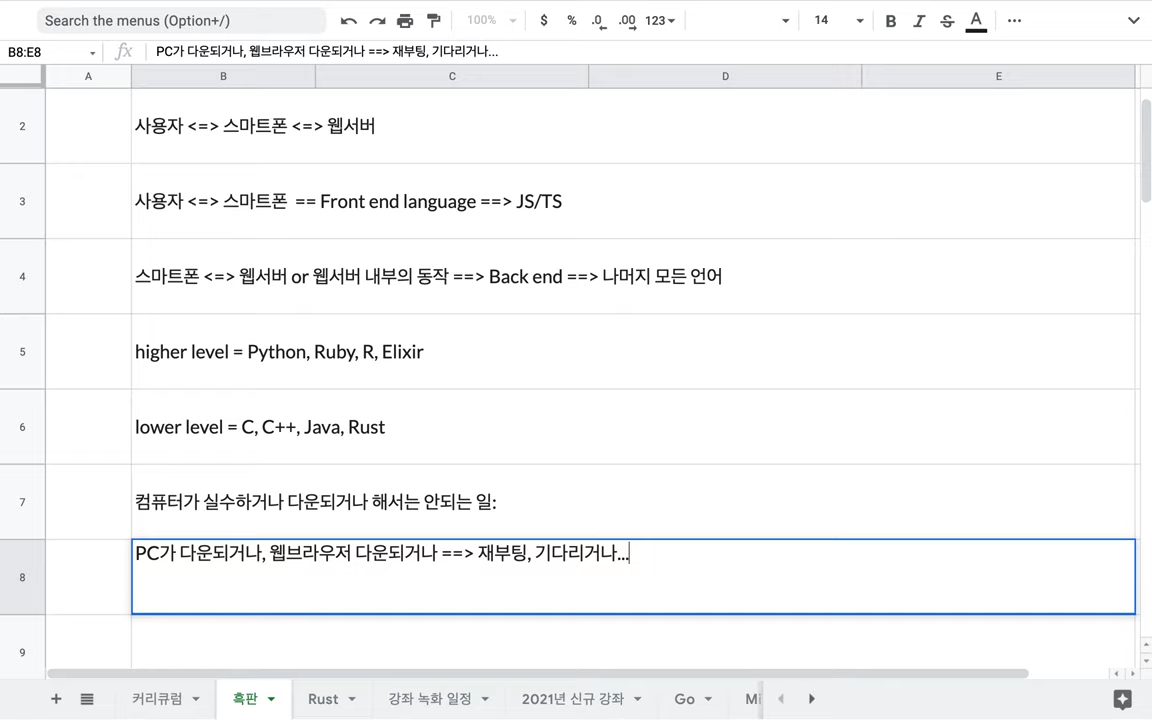 Search the menus (Option+/)
100%
$ % .0 .00 123
14
B I S A
B8:E8
fx
PC가 다운되거나, 웹브라우저 다운되거나 ==> 재부팅, 기다리거나...
A B C D E
2 사용자 <=> 스마트폰 <=> 웹서버
3 사용자 <=> 스마트폰 == Front end language ==> JS/TS
4 스마트폰 <=> 웹서버 or 웹서버 내부의 동작 ==> Back end ==> 나머지 모든 언어
5 higher level = Python, Ruby, R, Elixir
6 lower level = C, C++, Java, Rust
7 컴퓨터가 실수하거나 다운되거나 해서는 안되는 일:
8 PC가 다운되거나, 웹브라우저 다운되거나 ==> 재부팅, 기다리거나...
9
커리큐럼 흑판 Rust 강좌 녹화 일정 2021년 신규 강좌 Go